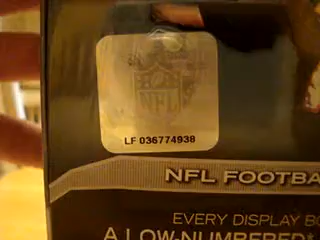 NFL
LF 036774938
NFL FOOTBA
EVERY DISPLAY BO
A LOW-NUMBERED*